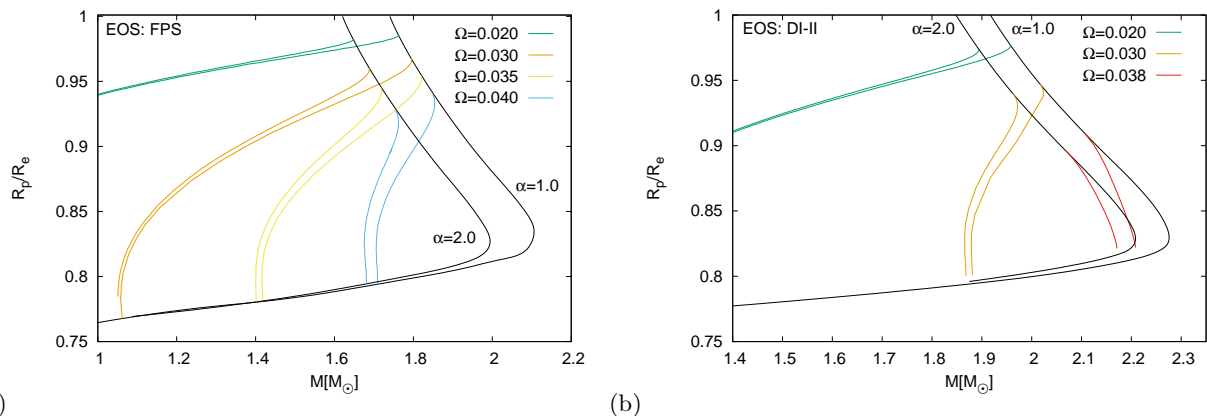 EOS: FPS
Ω=0.020
Ω=0.030
Ω=0.035
Ω=0.040
α=1.0
α=2.0
R_p/R_e
1
0.95
0.9
0.85
0.8
0.75
1 1.2 1.4 1.6 1.8 2 2.2
M[M_⊙]
)
EOS: DI-II
α=2.0
α=1.0
Ω=0.020
Ω=0.030
Ω=0.038
R_p/R_e
1
0.95
0.9
0.85
0.8
0.75
1.4 1.5 1.6 1.7 1.8 1.9 2 2.1 2.2 2.3
M[M_⊙]
(b)